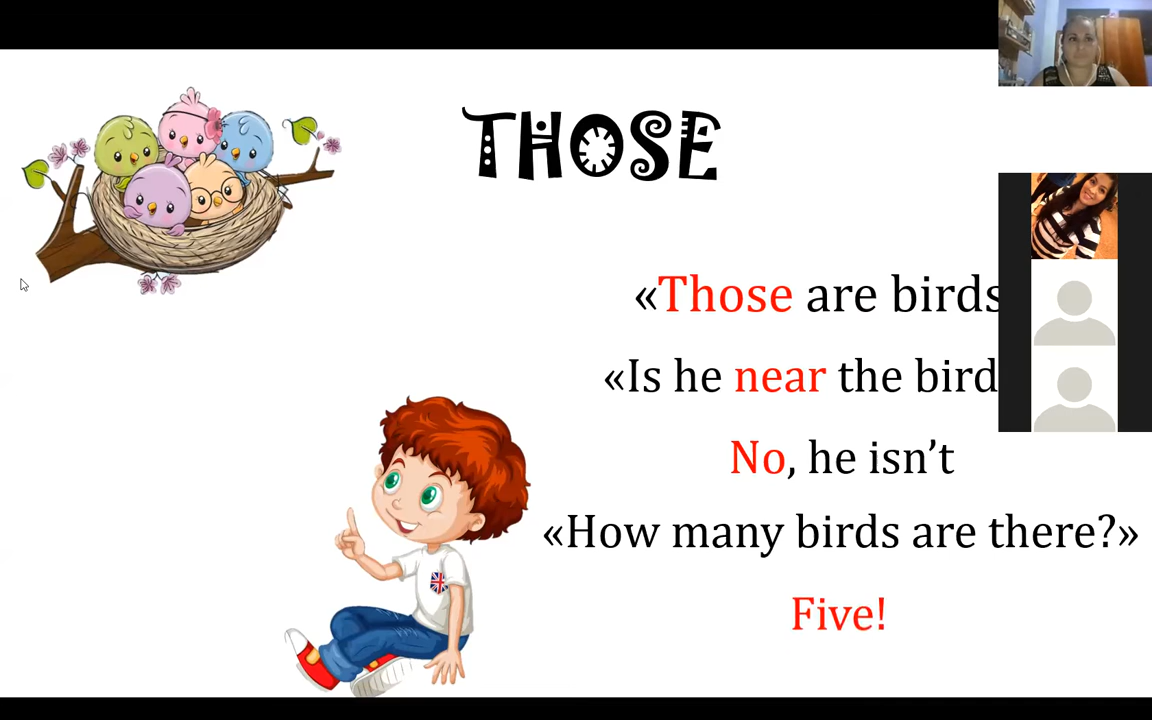 THOSE
«Those are birds
«Is he near the bird
No, he isn’t
«How many birds are there?»
Five!